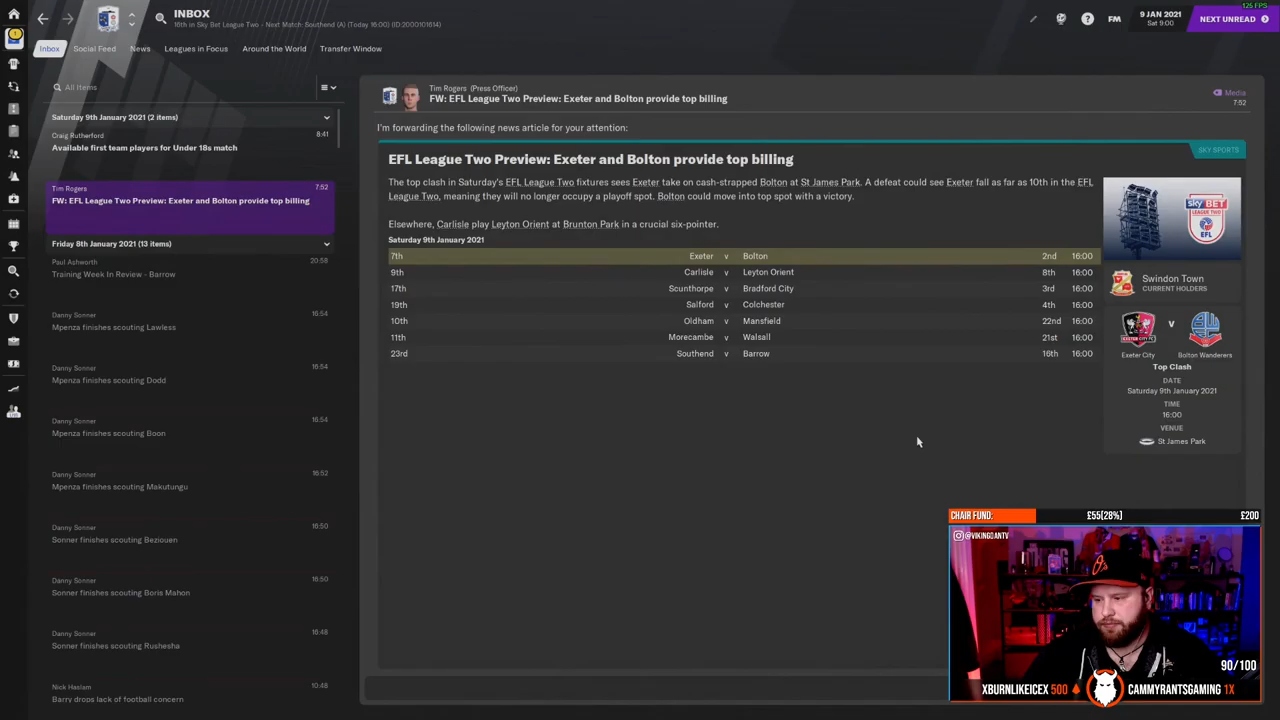 125 FPS
INBOX
16th in Sky Bet League Two - Next Match: Southend (A) (Today 16:00) (ID:2000101614)
FM
9 JAN 2021
Sat 9:00
NEXT UNREAD
Inbox
Social Feed
News
Leagues in Focus
Around the World
Transfer Window
All Items
Saturday 9th January 2021 (2 items)
Craig Rutherford
8:41
Available first team players for Under 18s match
Tim Rogers
7:52
FW: EFL League Two Preview: Exeter and Bolton provide top billing
Friday 8th January 2021 (13 items)
Paul Ashworth
20:58
Training Week In Review - Barrow
Danny Sonner
16:54
Mpenza finishes scouting Lawless
Danny Sonner
16:54
Mpenza finishes scouting Dodd
Danny Sonner
16:54
Mpenza finishes scouting Boon
Danny Sonner
16:52
Mpenza finishes scouting Makutungu
Danny Sonner
16:50
Sonner finishes scouting Beziouen
Danny Sonner
16:50
Sonner finishes scouting Boris Mahon
Danny Sonner
16:48
Sonner finishes scouting Rushesha
Nick Haslam
10:48
Barry drops lack of football concern
Tim Rogers (Press Officer)
FW: EFL League Two Preview: Exeter and Bolton provide top billing
Media
7:52
I'm forwarding the following news article for your attention:
SKY SPORTS
EFL League Two Preview: Exeter and Bolton provide top billing
The top clash in Saturday's EFL League Two fixtures sees Exeter take on cash-strapped Bolton at St James Park. A defeat could see Exeter fall as far as 10th in the EFL
League Two, meaning they will no longer occupy a playoff spot. Bolton could move into top spot with a victory.
Elsewhere, Carlisle play Leyton Orient at Brunton Park in a crucial six-pointer.
Saturday 9th January 2021
7th Exeter v Bolton 2nd 16:00
9th Carlisle v Leyton Orient 8th 16:00
17th Scunthorpe v Bradford City 3rd 16:00
19th Salford v Colchester 4th 16:00
10th Oldham v Mansfield 22nd 16:00
11th Morecambe v Walsall 21st 16:00
23rd Southend v Barrow 16th 16:00
sky BET
LEAGUE TWO
EFL
Swindon Town
CURRENT HOLDERS
V
Exeter City
Bolton Wanderers
Top Clash
DATE
Saturday 9th January 2021
TIME
16:00
VENUE
St James Park
CHAIR FUND:
£55(28%)
£200
@VIKINGDANTV
90/100
XBURNLIKEICEX 500
CAMMYRANTSGAMING 1X